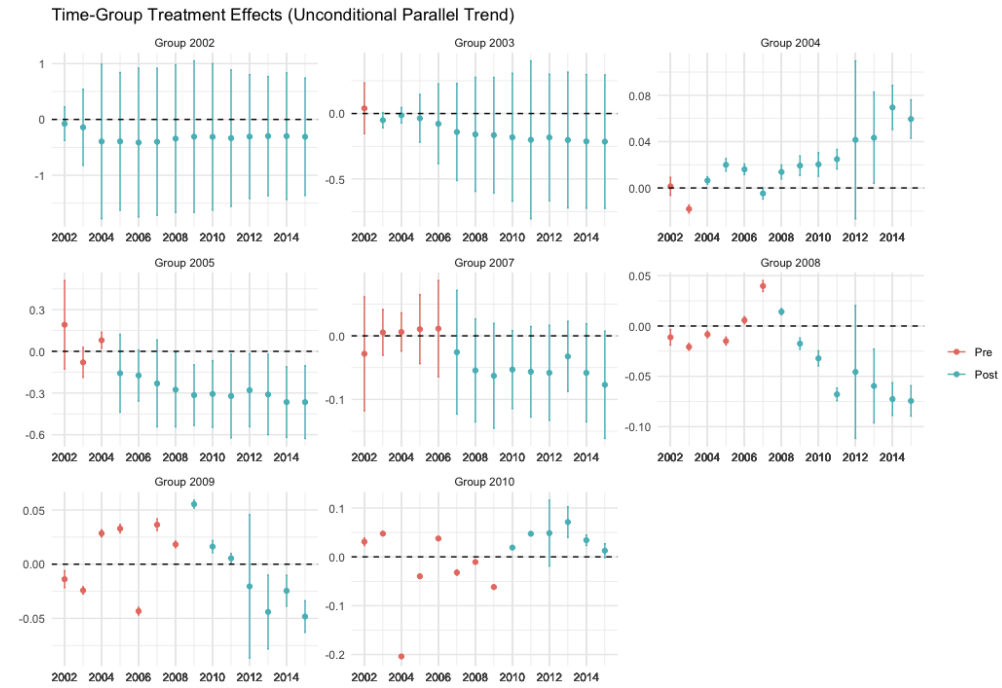 Time-Group Treatment Effects (Unconditional Parallel Trend)
Group 2002
Group 2003
Group 2004
1
0
-1
0.0
-0.5
0.08
0.04
0.00
2002 2004 2006 2008 2010 2012 2014
2002 2004 2006 2008 2010 2012 2014
2002 2004 2006 2008 2010 2012 2014
Group 2005
Group 2007
Group 2008
0.3
0.0
-0.3
-0.6
0.0
-0.1
0.05
0.00
-0.05
-0.10
2002 2004 2006 2008 2010 2012 2014
2002 2004 2006 2008 2010 2012 2014
2002 2004 2006 2008 2010 2012 2014
Pre
Post
Group 2009
Group 2010
0.05
0.00
-0.05
0.1
0.0
-0.1
-0.2
2002 2004 2006 2008 2010 2012 2014
2002 2004 2006 2008 2010 2012 2014